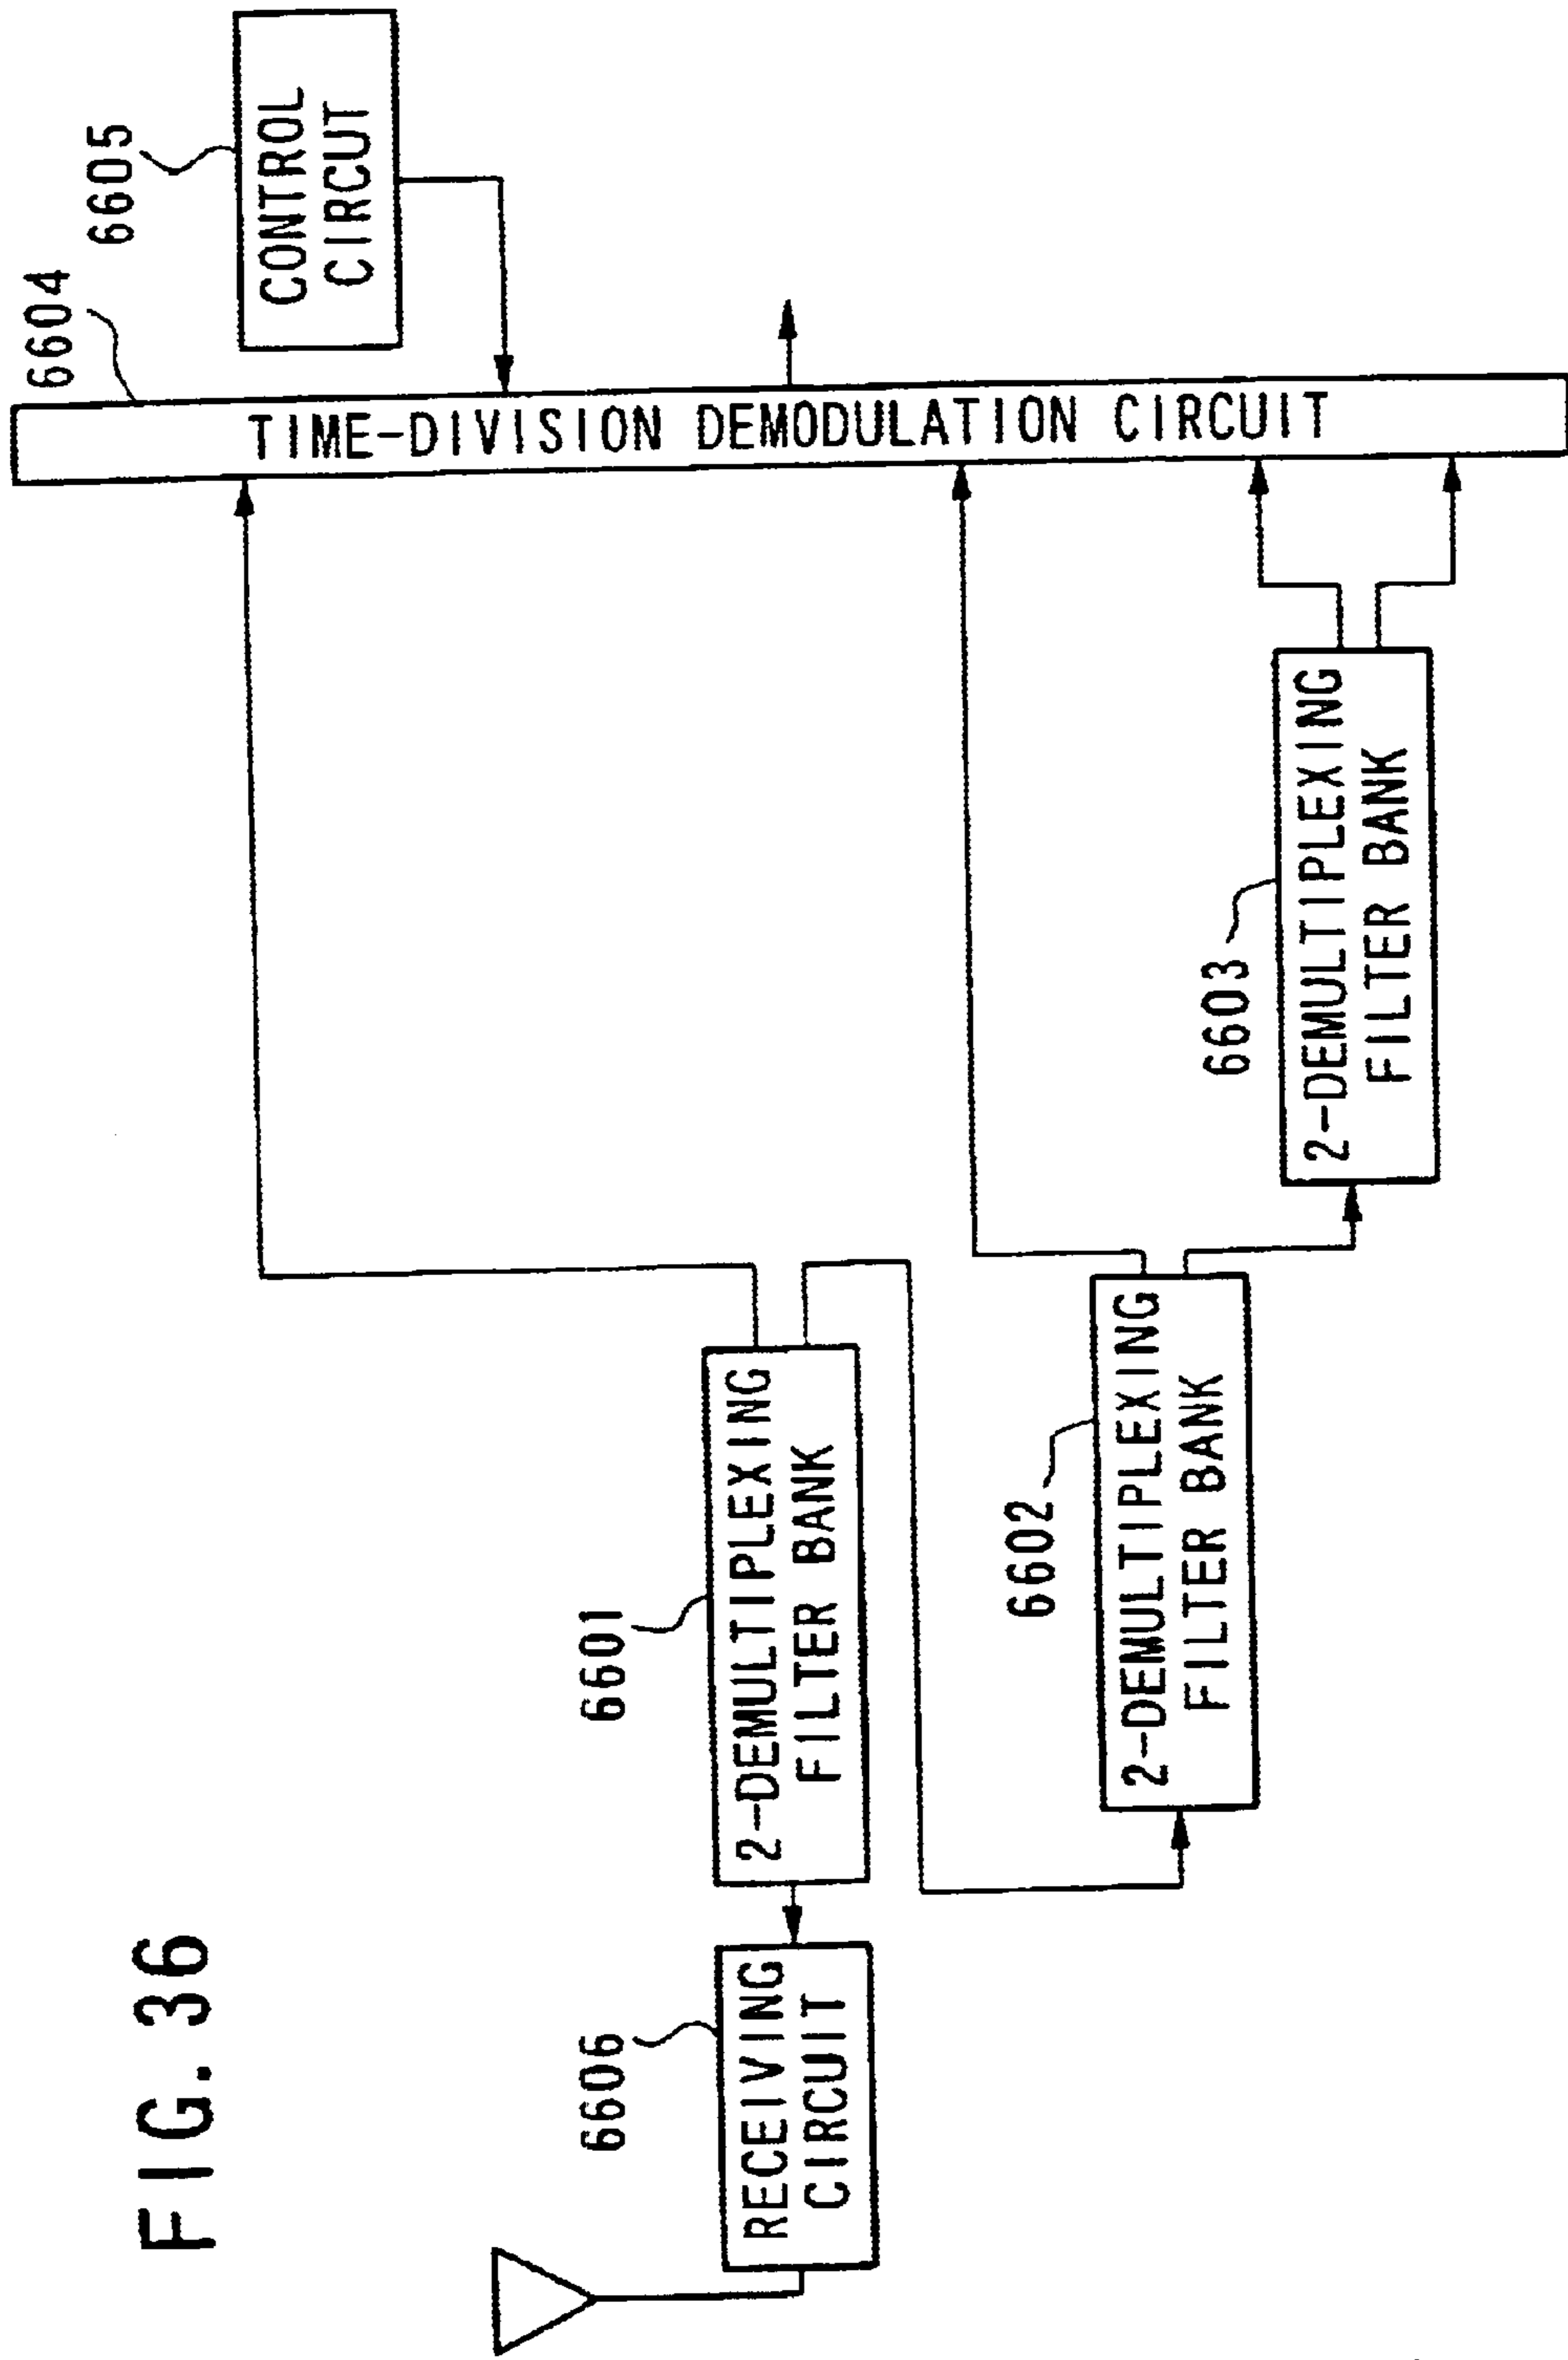 FIG. 36
6606
RECEIVING
CIRCUIT
6601
2-DEMULTIPLEXING
FILTER BANK
6602
2-DEMULTIPLEXING
FILTER BANK
6603
2-DEMULTIPLEXING
FILTER BANK
6604
TIME-DIVISION DEMODULATION CIRCUIT
6605
CONTROL
CIRCUT